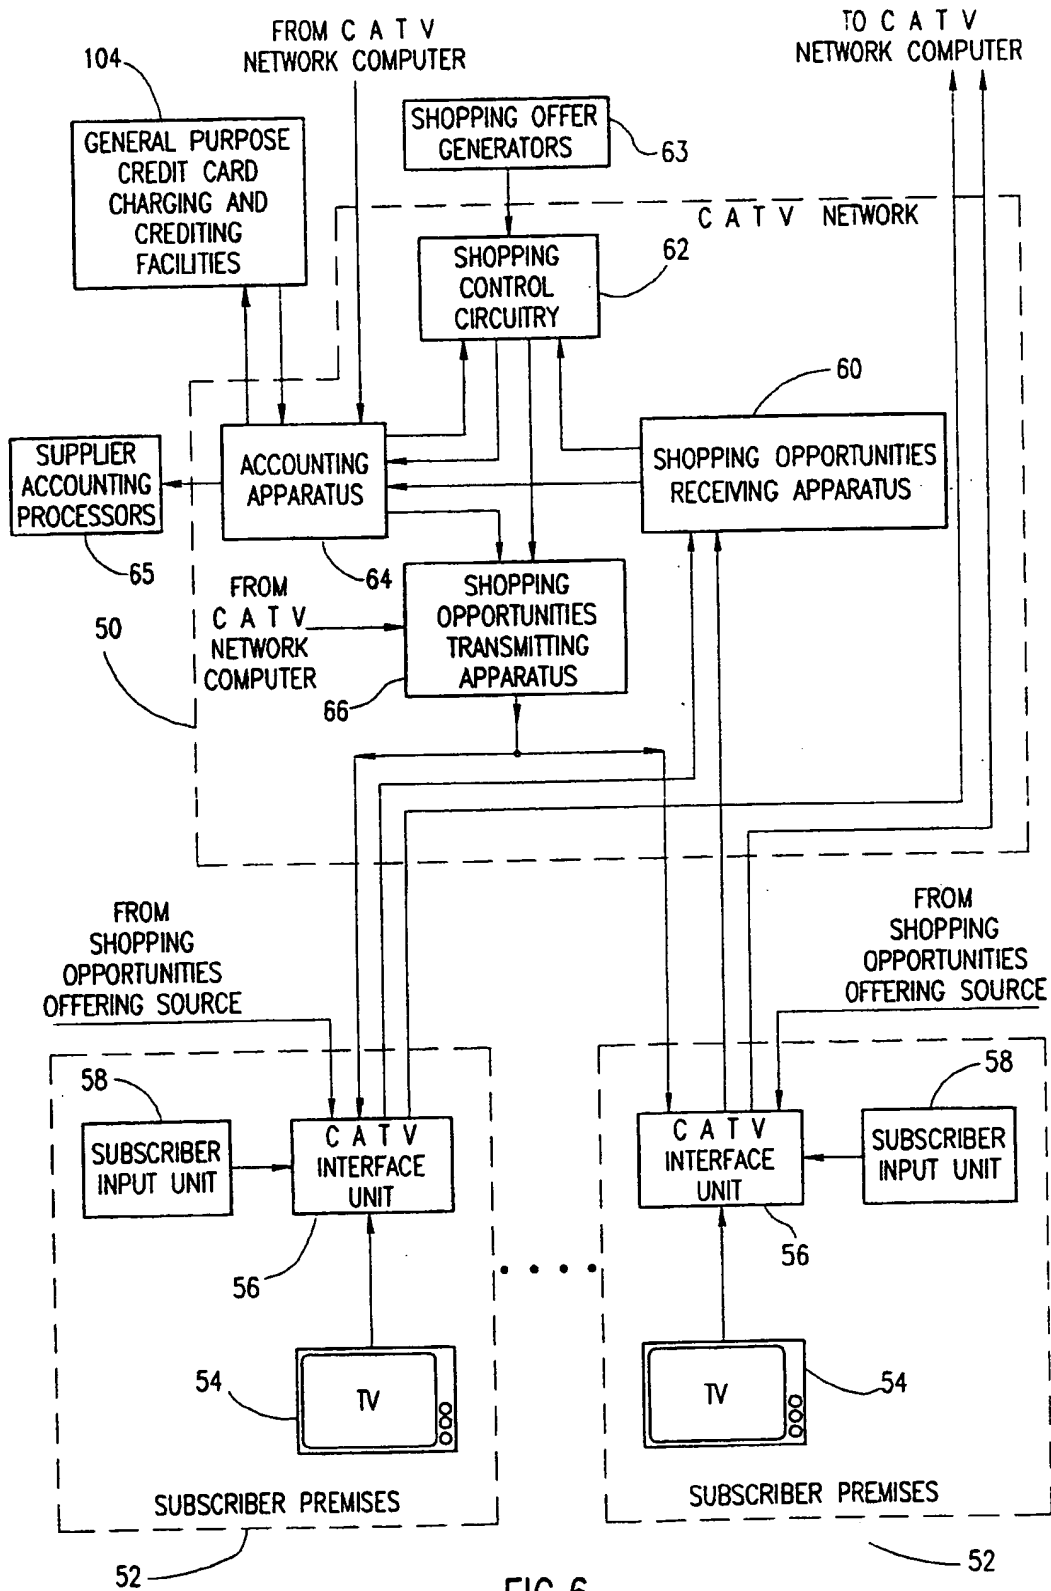 FROM C A T V
NETWORK COMPUTER
TO C A T V
NETWORK COMPUTER
104
GENERAL PURPOSE
CREDIT CARD
CHARGING AND
CREDITING
FACILITIES
SHOPPING OFFER
GENERATORS
63
C A T V NETWORK
SHOPPING
CONTROL
CIRCUITRY
62
60
SUPPLIER
ACCOUNTING
PROCESSORS
65
ACCOUNTING
APPARATUS
64
SHOPPING OPPORTUNITIES
RECEIVING APPARATUS
50
FROM
C A T V
NETWORK
COMPUTER
SHOPPING
OPPORTUNITIES
TRANSMITTING
APPARATUS
66
FROM
SHOPPING
OPPORTUNITIES
OFFERING SOURCE
FROM
SHOPPING
OPPORTUNITIES
OFFERING SOURCE
58
SUBSCRIBER
INPUT UNIT
C A T V
INTERFACE
UNIT
56
54
TV
SUBSCRIBER PREMISES
52
C A T V
INTERFACE
UNIT
56
58
SUBSCRIBER
INPUT UNIT
TV
54
SUBSCRIBER PREMISES
52
FIG.6